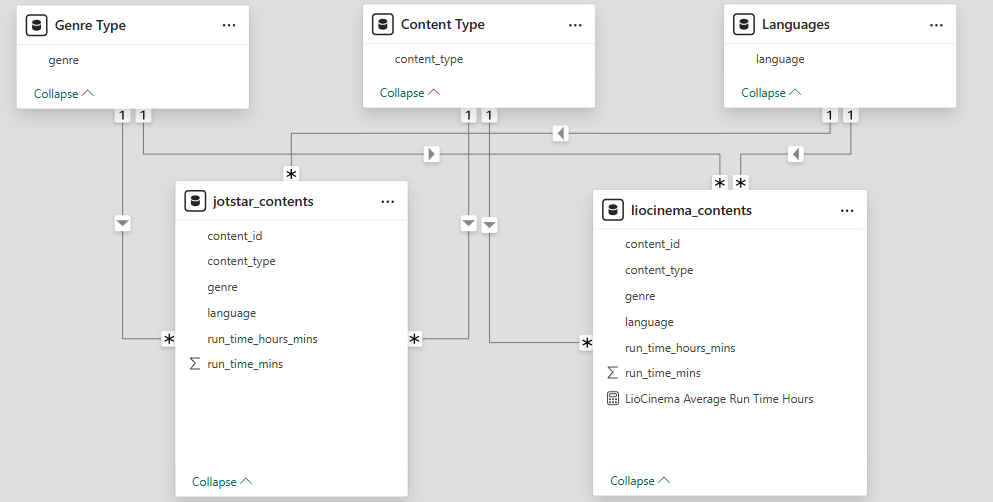 Genre Type ...
genre
Collapse
Content Type ...
content_type
Collapse
Languages ...
language
Collapse
1 1 1 1 1 1
* * *
jotstar_contents ...
content_id
content_type
genre
language
run_time_hours_mins
Σ run_time_mins
Collapse
* * *
liocinema_contents ...
content_id
content_type
genre
language
run_time_hours_mins
Σ run_time_mins
LioCinema Average Run Time Hours
Collapse